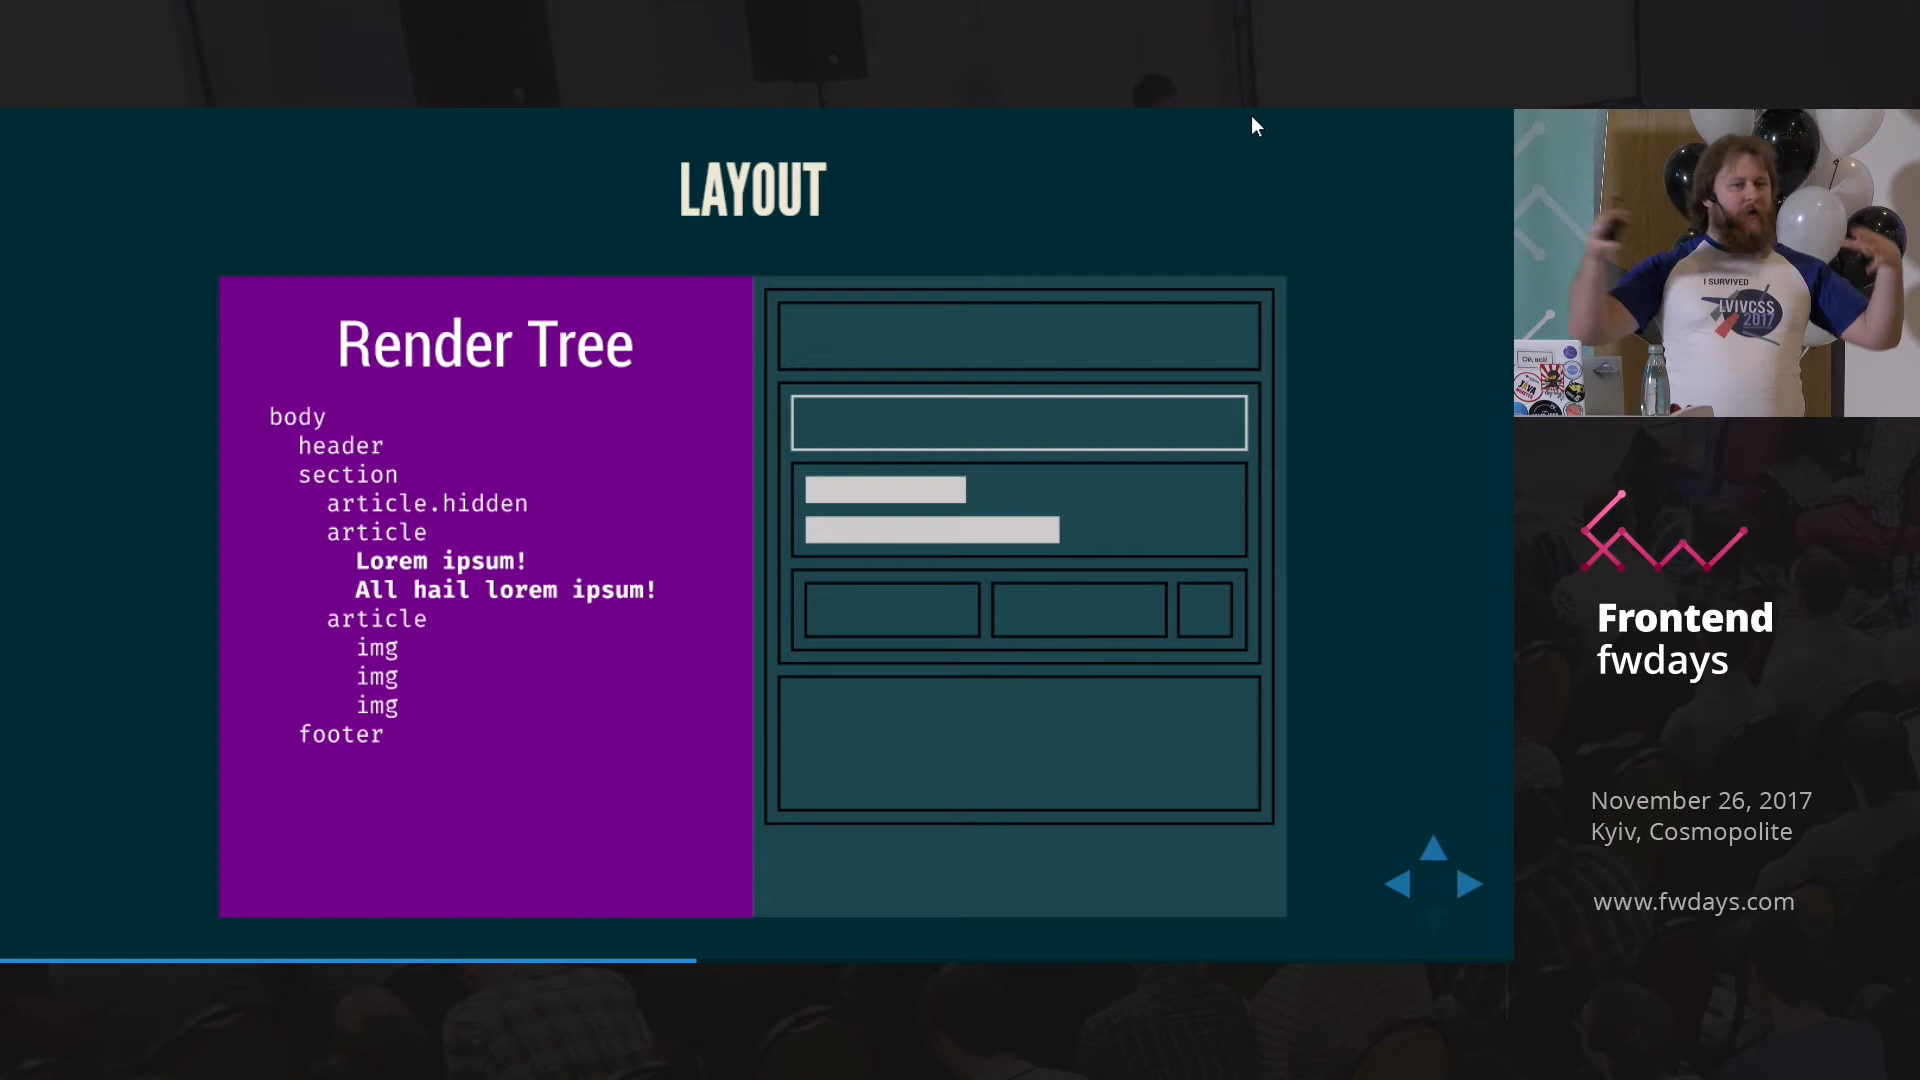 LAYOUT
Render Tree
body
header
section
article.hidden
article
Lorem ipsum!
All hail lorem ipsum!
article
img
img
img
footer
I SURVIVED
LVIVCSS
2017
JAVA
Frontend
fwdays
November 26, 2017
Kyiv, Cosmopolite
www.fwdays.com